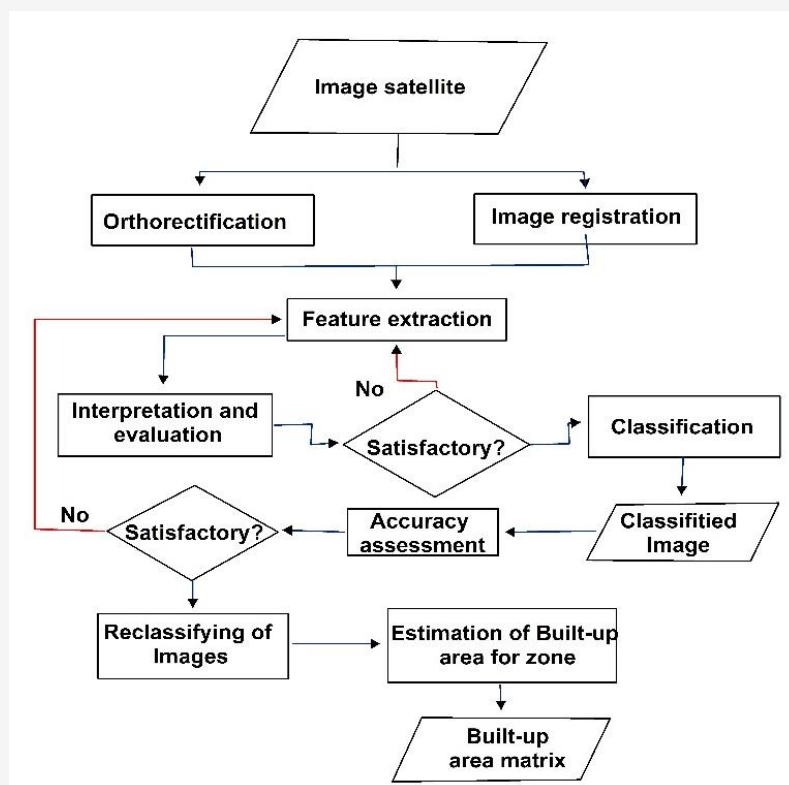 Image satellite
Orthorectification
Image registration
Feature extraction
No
Interpretation and
evaluation
Satisfactory?
Classification
No
Satisfactory?
Accuracy
assessment
Classifitied
Image
Reclassifying of
Images
Estimation of Built-up
area for zone
Built-up
area matrix